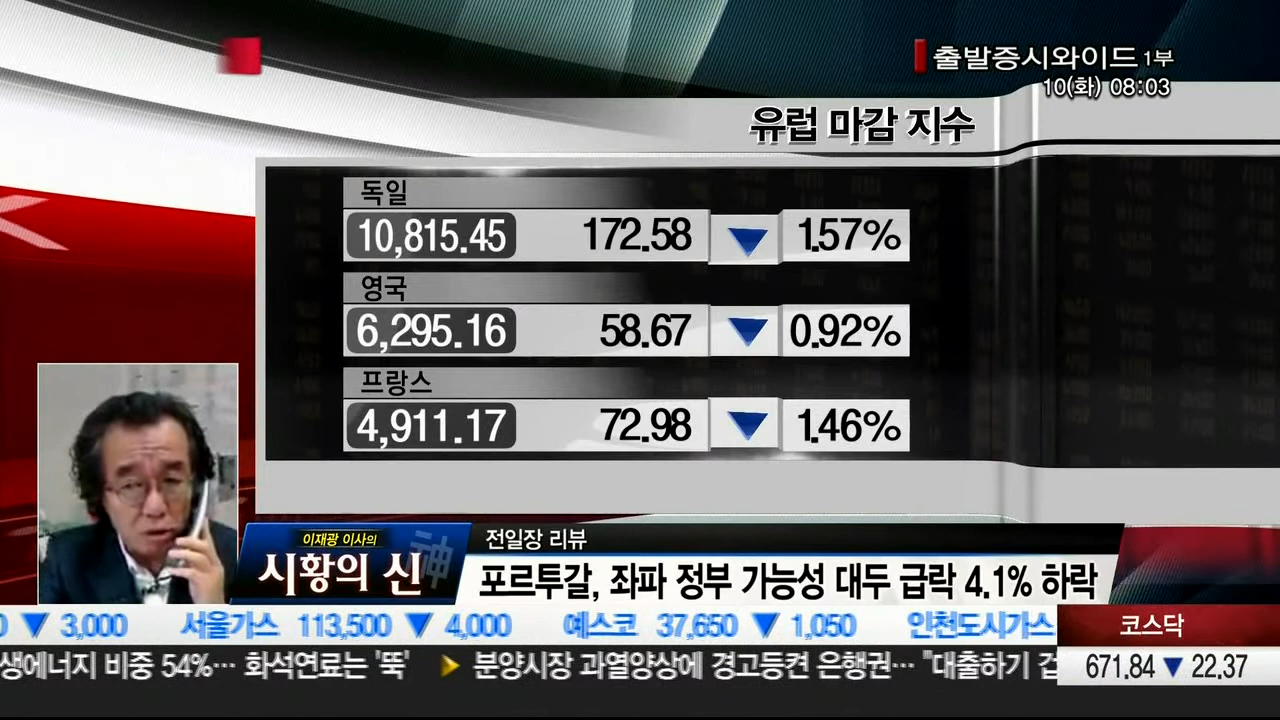 출발증시와이드 1부
10(화) 08:03
유럽 마감 지수
독일
10,815.45 172.58 ▼ 1.57%
영국
6,295.16 58.67 ▼ 0.92%
프랑스
4,911.17 72.98 ▼ 1.46%
이재광 이사의
시황의 신 神
전일장 리뷰
포르투갈, 좌파 정부 가능성 대두 급락 4.1% 하락
0 ▼ 3,000 서울가스 113,500 ▼ 4,000 예스코 37,650 ▼ 1,050 인천도시가스
코스닥
생에너지 비중 54%… 화석연료는 '뚝' ▶ 분양시장 과열양상에 경고등켠 은행권… "대출하기 겁
671.84 ▼ 22.37